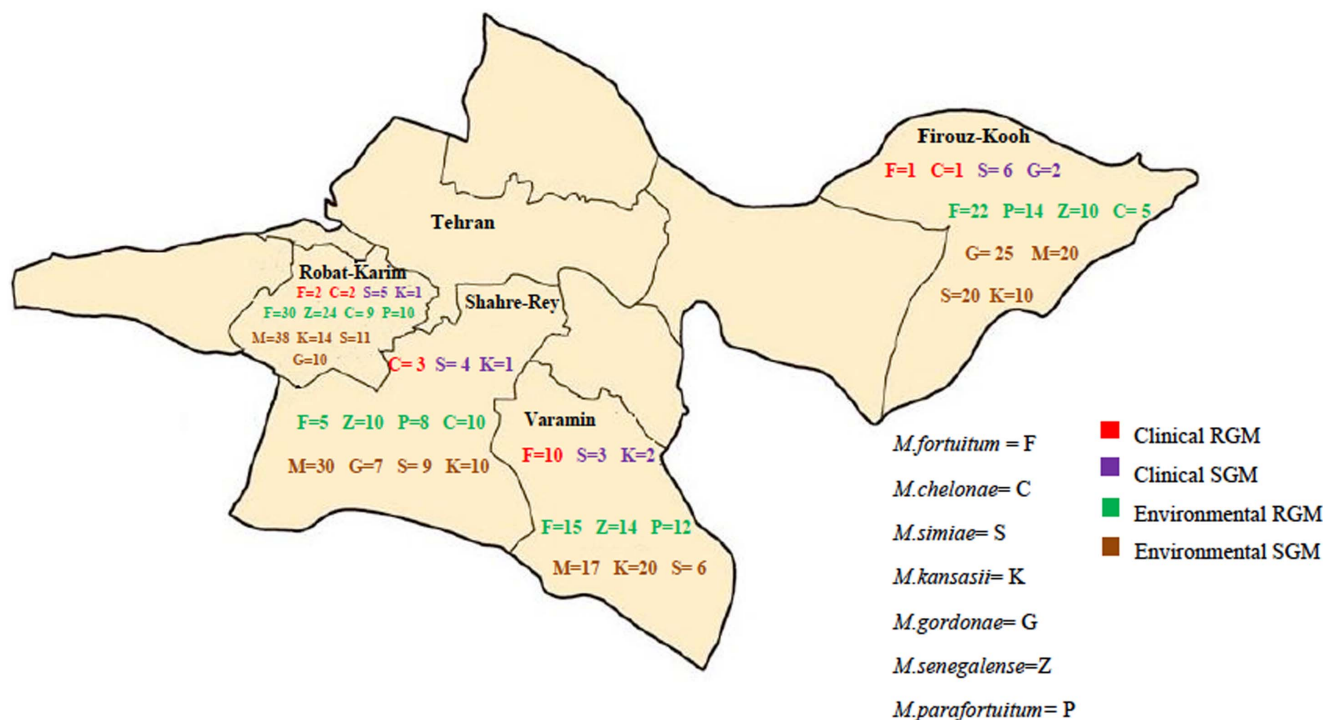 Firouz-Kooh
F=1 C=1 S= 6 G=2
F=22 P=14 Z=10 C= 5
G= 25 M=20
S=20 K=10
Tehran
Robat-Karim
F=2 C=2 S=5 K=1
F=30 Z=24 C= 9 P=10
M=38 K=14 S=11
G=10
Shahre-Rey
C= 3 S= 4 K=1
F=5 Z=10 P=8 C=10
M=30 G=7 S= 9 K=10
Varamin
F=10 S=3 K=2
F=15 Z=14 P=12
M=17 K=20 S= 6
M.fortuitum = F
M.chelonae= C
M.simiae= S
M.kansasii= K
M.gordonae= G
M.senegalense=Z
M.parafortuitum= P
Clinical RGM
Clinical SGM
Environmental RGM
Environmental SGM